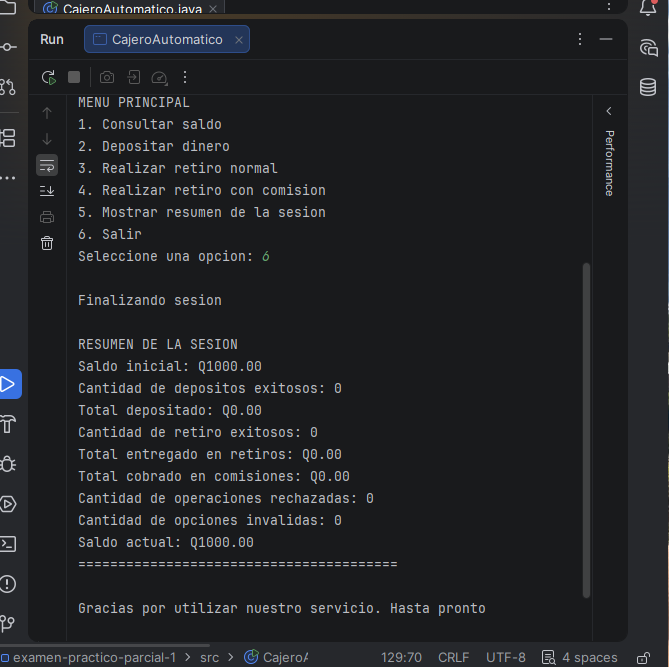 CajeroAutomatico.java
Run
CajeroAutomatico
MENU PRINCIPAL
1. Consultar saldo
2. Depositar dinero
3. Realizar retiro normal
4. Realizar retiro con comision
5. Mostrar resumen de la sesion
6. Salir
Seleccione una opcion: 6
Finalizando sesion
RESUMEN DE LA SESION
Saldo inicial: Q1000.00
Cantidad de depositos exitosos: 0
Total depositado: Q0.00
Cantidad de retiro exitosos: 0
Total entregado en retiros: Q0.00
Total cobrado en comisiones: Q0.00
Cantidad de operaciones rechazadas: 0
Cantidad de opciones invalidas: 0
Saldo actual: Q1000.00
========================================
Gracias por utilizar nuestro servicio. Hasta pronto
Performance
examen-practico-parcial-1 > src > CajeroA
129:70 CRLF UTF-8 4 spaces